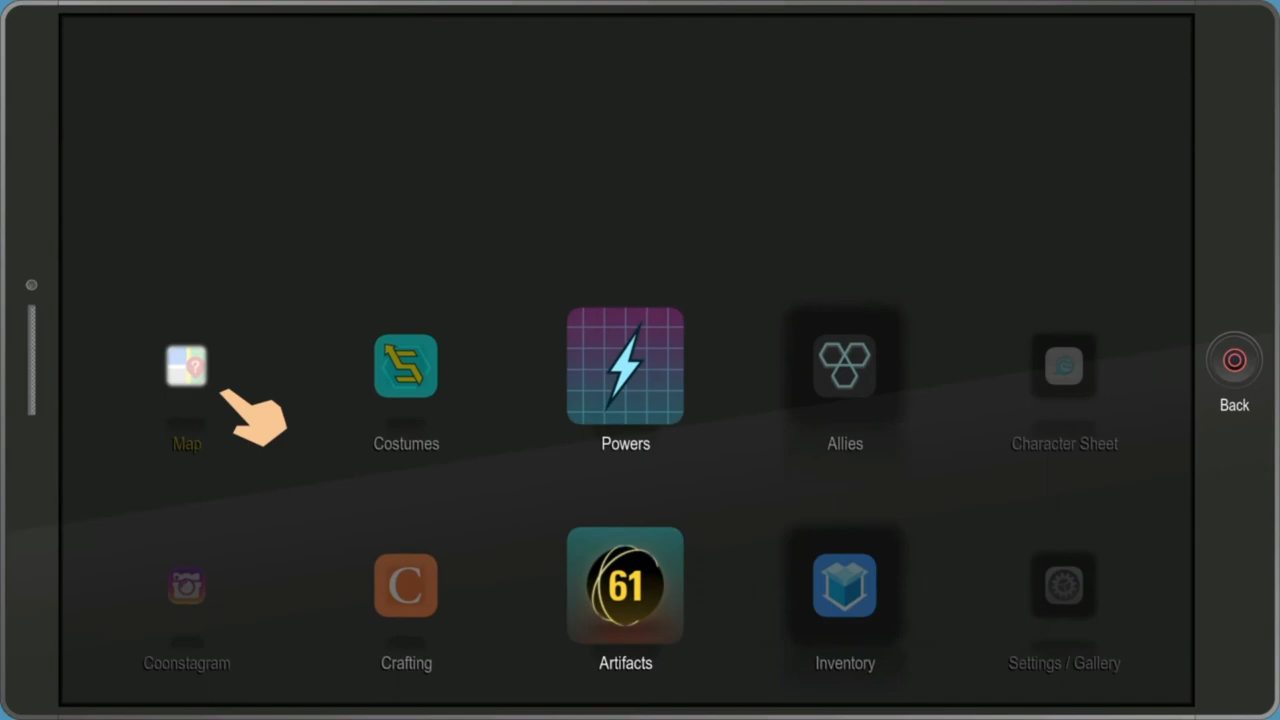 ?
Map
Costumes
Powers
Allies
Character Sheet
Back
C
61
Coonstagram
Crafting
Artifacts
Inventory
Settings / Gallery